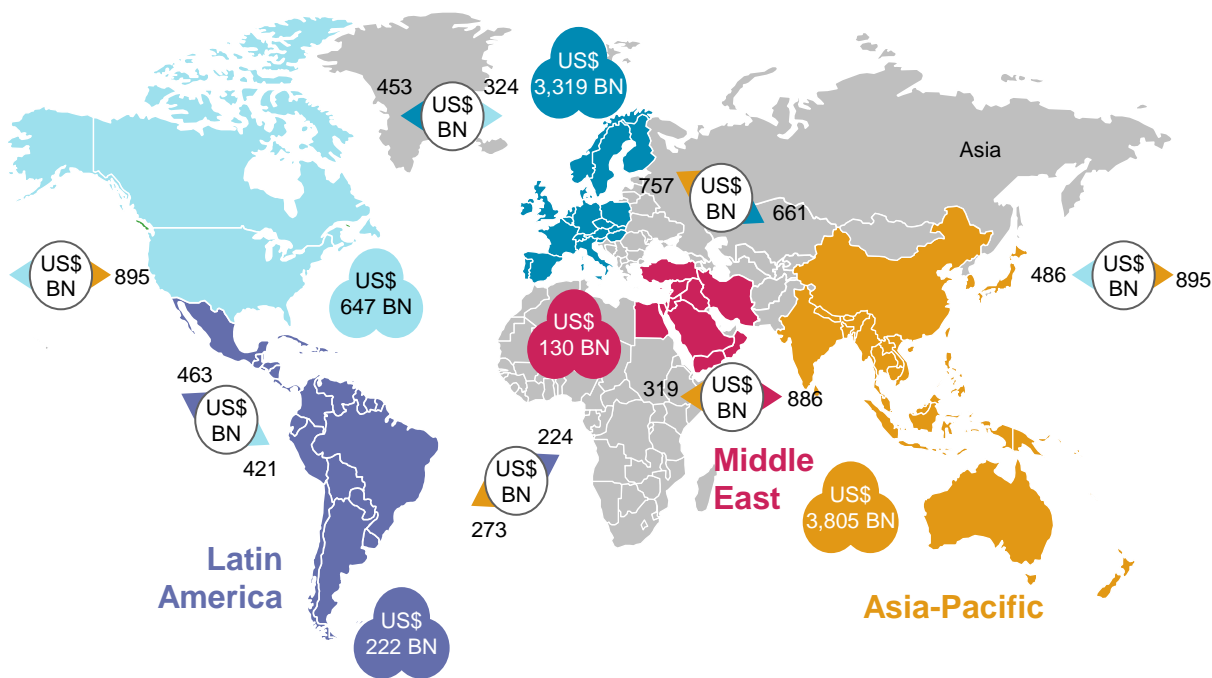 US$
3,319 BN
453
324
US$
BN
Asia
757
US$
BN
661
US$
BN
895
US$
647 BN
486
US$
BN
895
US$
130 BN
463
US$
BN
421
319
US$
BN
886
224
US$
BN
273
Middle
East
US$
3,805 BN
Latin
America
Asia-Pacific
US$
222 BN